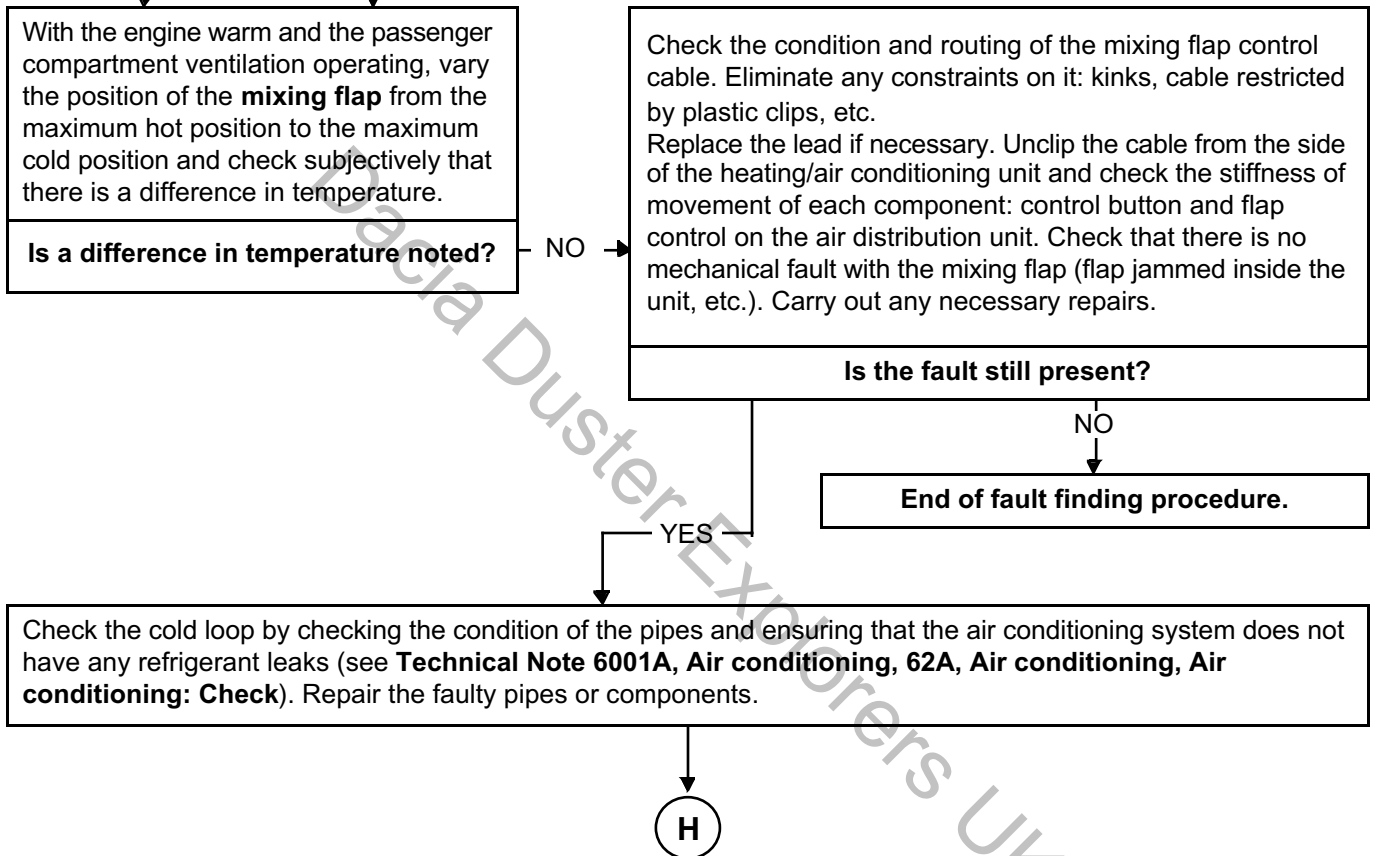 With the engine warm and the passenger
compartment ventilation operating, vary
the position of the mixing flap from the
maximum hot position to the maximum
cold position and check subjectively that
there is a difference in temperature.
Is a difference in temperature noted?
NO
Check the condition and routing of the mixing flap control
cable. Eliminate any constraints on it: kinks, cable restricted
by plastic clips, etc.
Replace the lead if necessary. Unclip the cable from the side
of the heating/air conditioning unit and check the stiffness of
movement of each component: control button and flap
control on the air distribution unit. Check that there is no
mechanical fault with the mixing flap (flap jammed inside the
unit, etc.). Carry out any necessary repairs.
Is the fault still present?
NO
End of fault finding procedure.
YES
Check the cold loop by checking the condition of the pipes and ensuring that the air conditioning system does not
have any refrigerant leaks (see Technical Note 6001A, Air conditioning, 62A, Air conditioning, Air
conditioning: Check). Repair the faulty pipes or components.
H
Dacia Duster Explorers UK